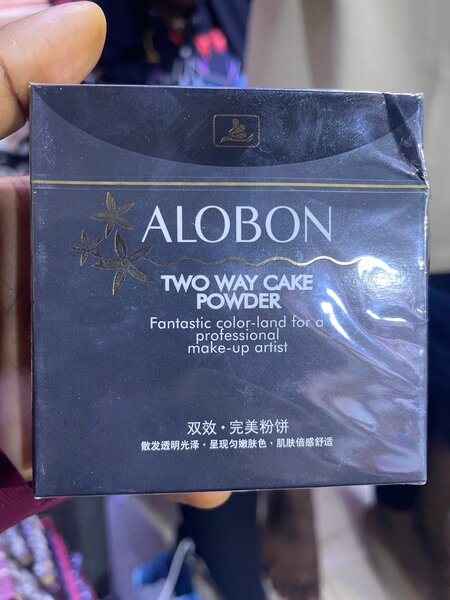 ALOBON
TWO WAY CAKE
POWDER
Fantastic color-land for a
professional
make-up artist
双效·完美粉饼
散发透明光泽·呈现匀嫩肤色·肌肤倍感舒适